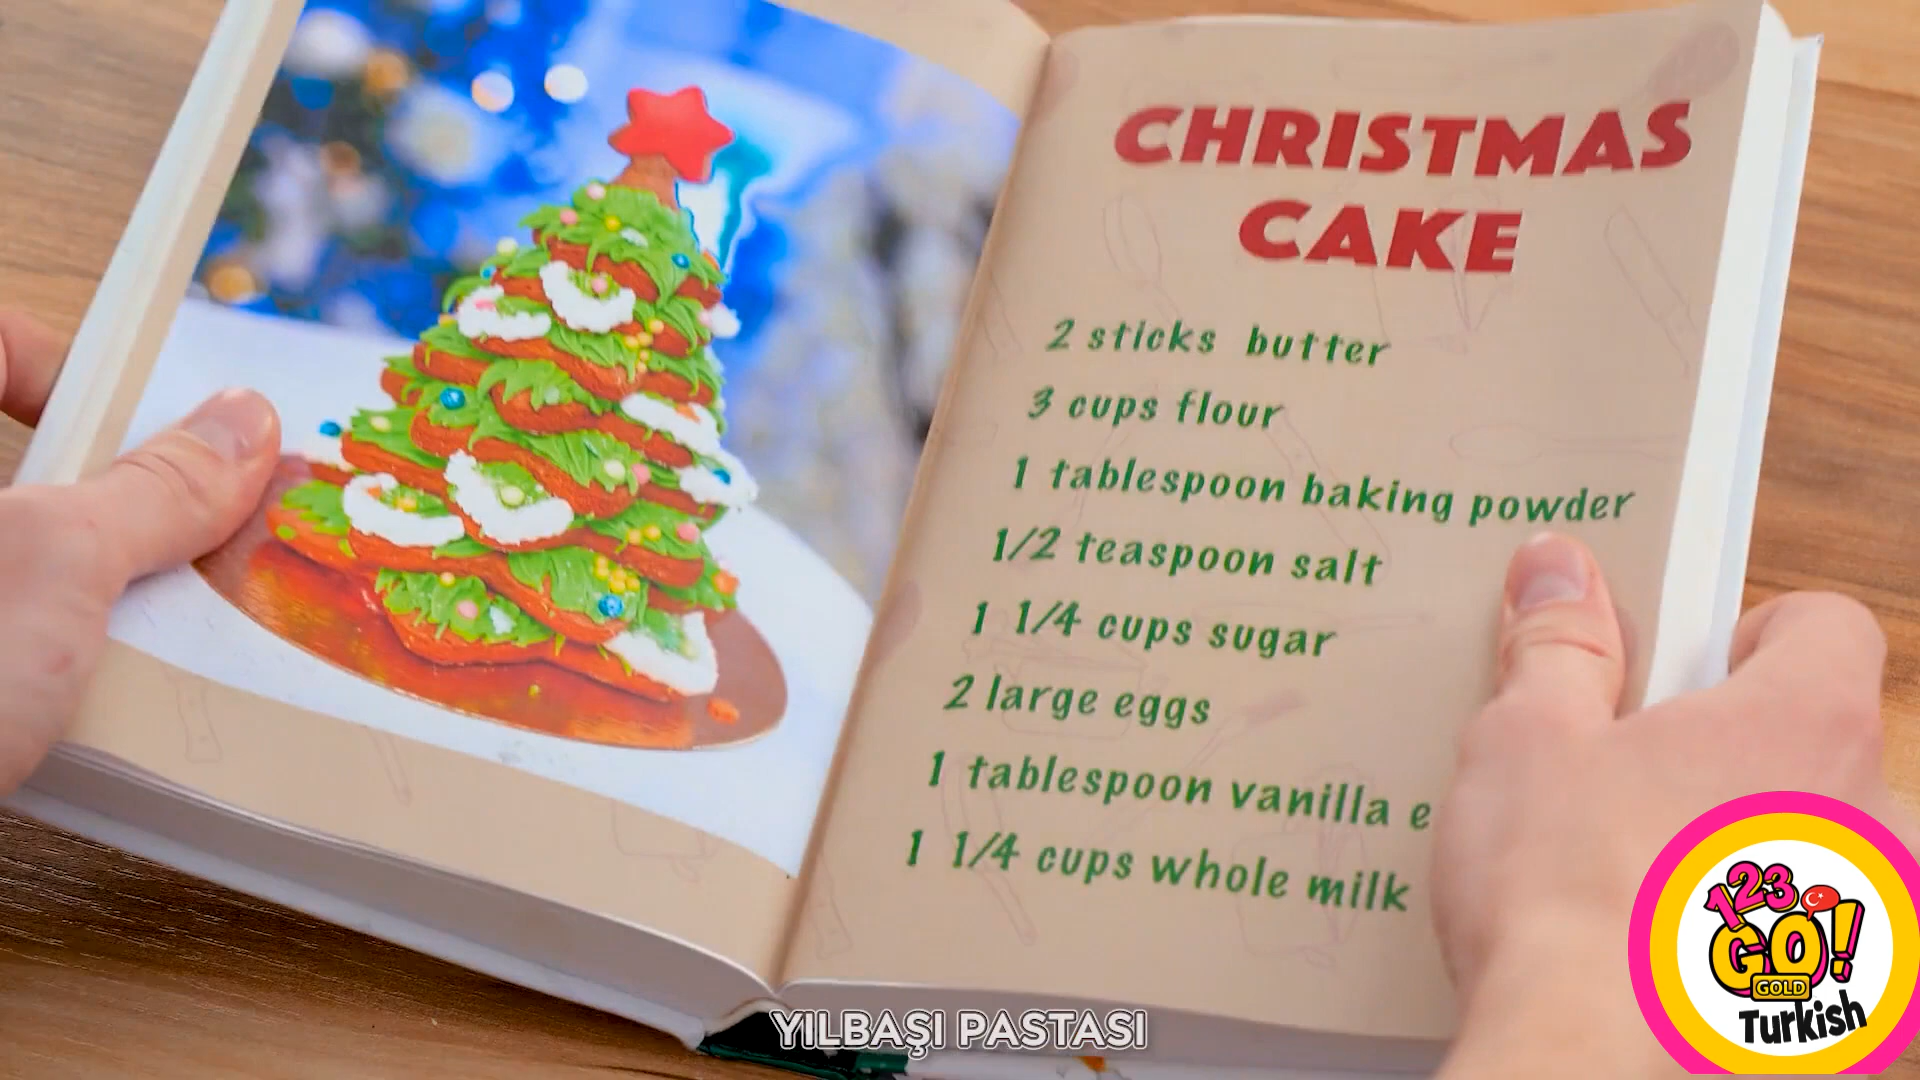 CHRISTMAS
CAKE
2 sticks butter
3 cups flour
1 tablespoon baking powder
1/2 teaspoon salt
1 1/4 cups sugar
2 large eggs
1 tablespoon vanilla e
1 1/4 cups whole milk
YILBAŞI PASTASI
123
GO!
GOLD
Turkish